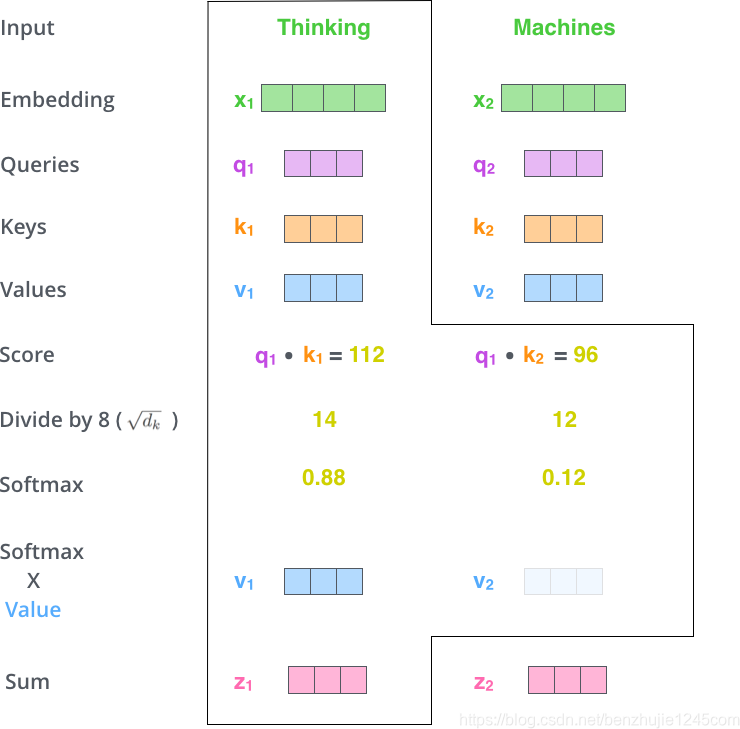 Input Thinking Machines
Embedding x₁ x₂
Queries q₁ q₂
Keys k₁ k₂
Values v₁ v₂
Score q₁ • k₁ = 112 q₁ • k₂ = 96
Divide by 8 ( √dₖ ) 14 12
Softmax 0.88 0.12
Softmax
X v₁ v₂
Value
Sum z₁ z₂
https://blog.csdn.net/benzhujie1245com